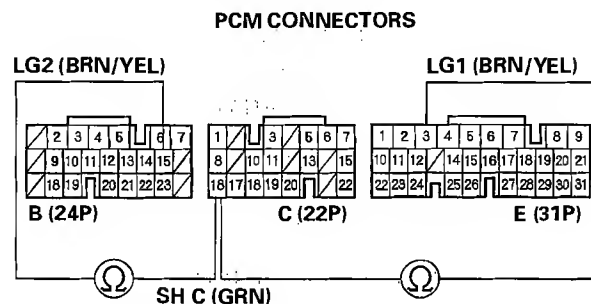 PCM CONNECTORS
LG2 (BRN/YEL) LG1 (BRN/YEL)
2 3 4 5 6 7 1 3 5 6 7 1 2 3 4 5 6 7 8 9
9 10 11 12 13 14 15 8 10 11 13 15 10 11 12 14 15 16 17 18 19 20 21
18 19 20 21 22 23 16 17 18 19 20 22 22 23 24 25 26 27 28 29 30 31
B (24P) C (22P) E (31P)
Ω Ω
SH C (GRN)